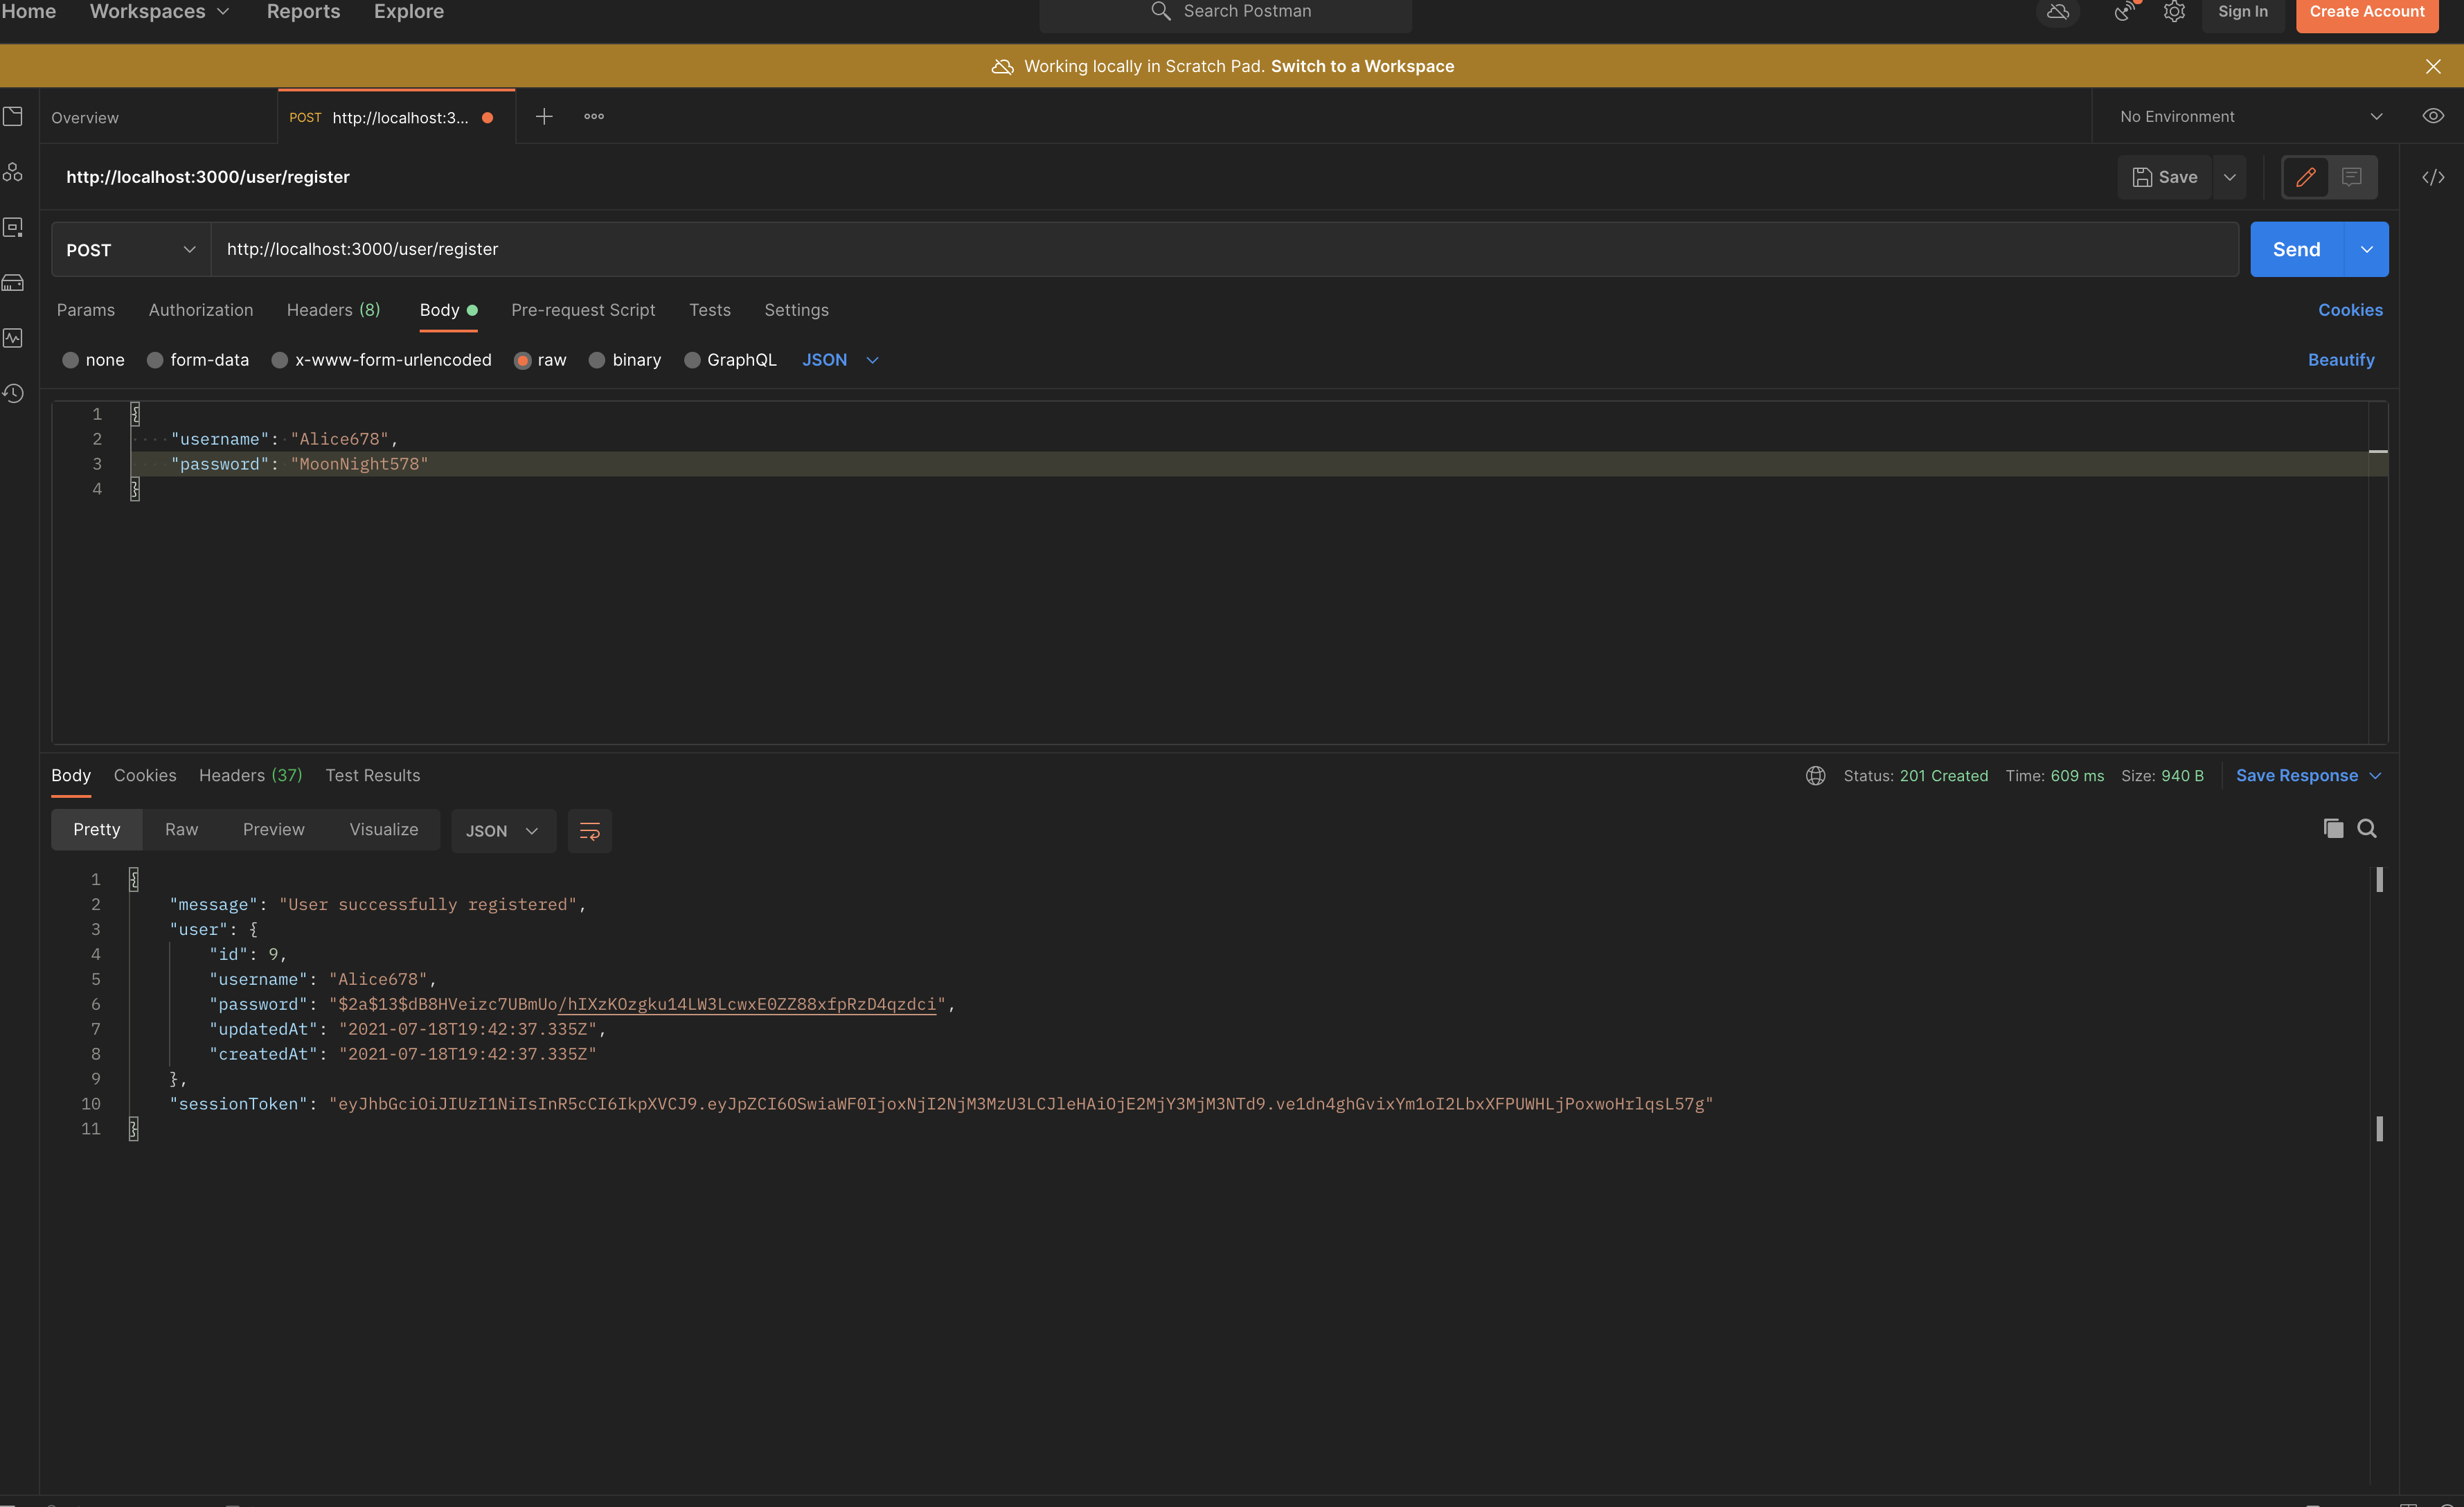 Home Workspaces Reports Explore Search Postman Sign In Create Account
Working locally in Scratch Pad. Switch to a Workspace
Overview POST http://localhost:3... No Environment
http://localhost:3000/user/register Save
POST http://localhost:3000/user/register Send
Params Authorization Headers (8) Body Pre-request Script Tests Settings Cookies
none form-data x-www-form-urlencoded raw binary GraphQL JSON Beautify
1 {
2 "username": "Alice678",
3 "password": "MoonNight578"
4 }
Body Cookies Headers (37) Test Results Status: 201 Created Time: 609 ms Size: 940 B Save Response
Pretty Raw Preview Visualize JSON
1 {
2 "message": "User successfully registered",
3 "user": {
4 "id": 9,
5 "username": "Alice678",
6 "password": "$2a$13$dB8HVeizc7UBmUo/hIXzKOzgku14LW3LcwxE0ZZ88xfpRzD4qzdci",
7 "updatedAt": "2021-07-18T19:42:37.335Z",
8 "createdAt": "2021-07-18T19:42:37.335Z"
9 },
10 "sessionToken": "eyJhbGciOiJIUzI1NiIsInR5cCI6IkpXVCJ9.eyJpZCI6OSwiaWF0IjoxNjI2NjM3MzU3LCJleHAiOjE2MjY3MjM3NTd9.ve1dn4ghGvixYm1oI2LbxXFPUWHLjPoxwoHrlqsL57g"
11 }